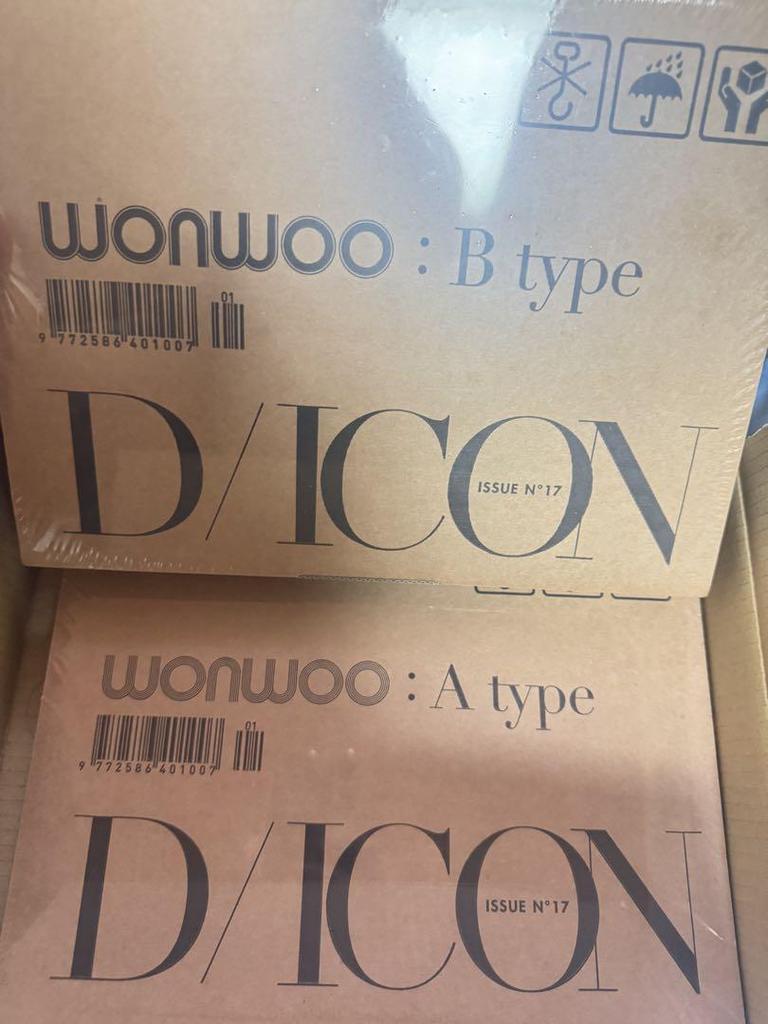 wonwoo : B type
01
9 772586 401007
D/ICON
ISSUE N°17
wonwoo : A type
01
9 772586 401007
D/ICON
ISSUE N°17